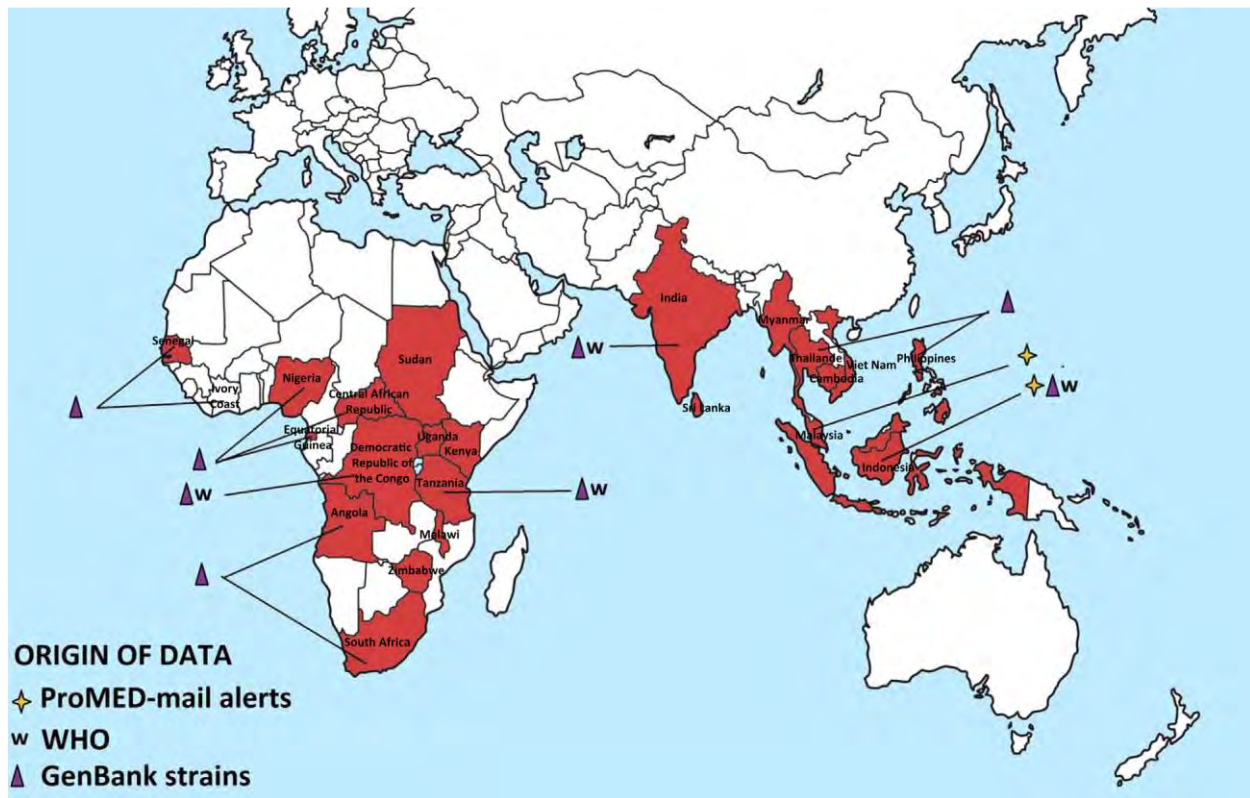 India
Myanmar
Senegal
Sudan
Thailande
Viet Nam
Philippines
W
Nigeria
Cambodia
Ivory
Coast
Central African
Republic
W
Sri Lanka
Equatorial
Guinea
Uganda
Malaysia
Democratic
Republic of
the Congo
Kenya
Indonesia
Tanzania
W
W
Angola
Malawi
Zimbabwe
South Africa
ORIGIN OF DATA
ProMED-mail alerts
W WHO
GenBank strains